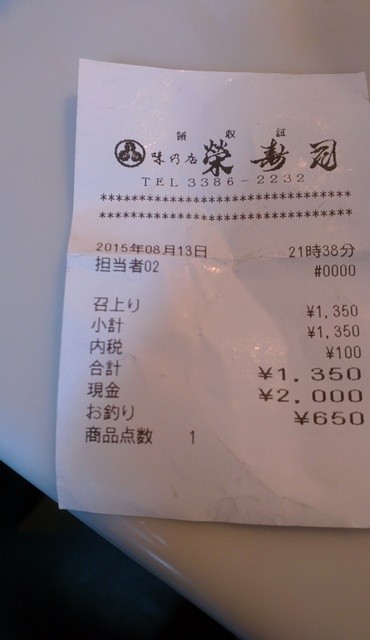 領収証
味乃店 榮寿司
TEL 3386-2232
********************************
********************************
2015年08月13日 21時38分
担当者02 #0000
召上り ¥1,350
小計 ¥1,350
内税 ¥100
合計 ¥1,350
現金 ¥2,000
お釣り ¥650
商品点数 1